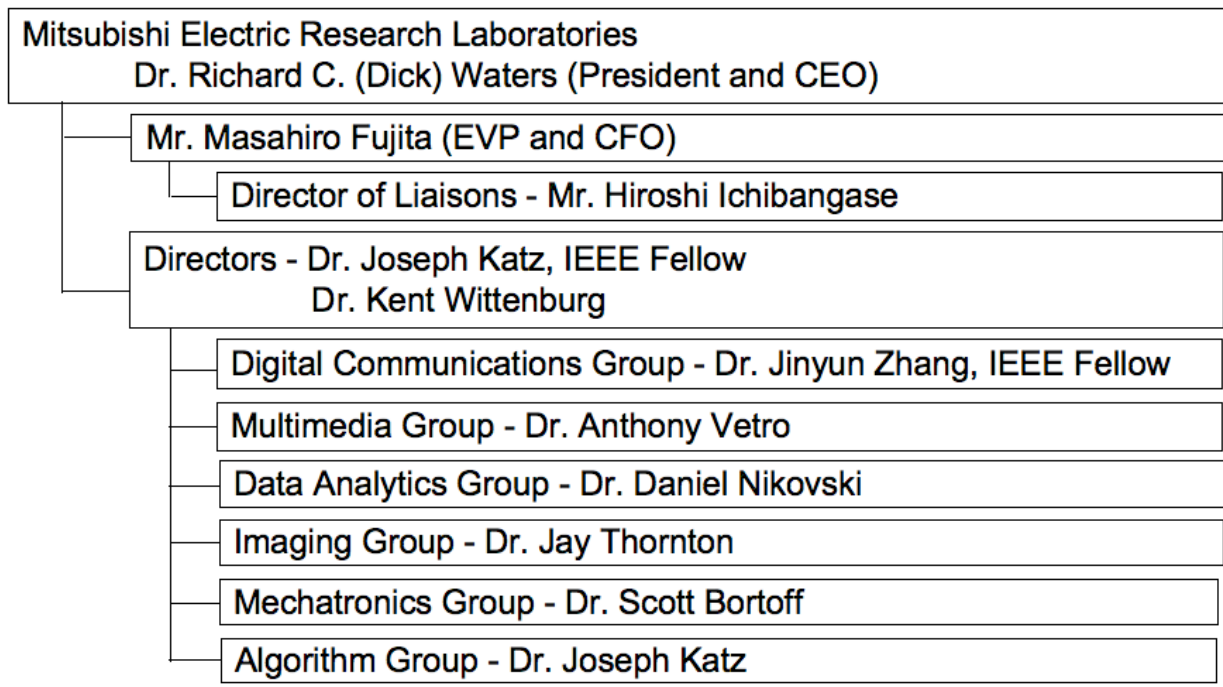 Mitsubishi Electric Research Laboratories
Dr. Richard C. (Dick) Waters (President and CEO)
Mr. Masahiro Fujita (EVP and CFO)
Director of Liaisons - Mr. Hiroshi Ichibangase
Directors - Dr. Joseph Katz, IEEE Fellow
Dr. Kent Wittenburg
Digital Communications Group - Dr. Jinyun Zhang, IEEE Fellow
Multimedia Group - Dr. Anthony Vetro
Data Analytics Group - Dr. Daniel Nikovski
Imaging Group - Dr. Jay Thornton
Mechatronics Group - Dr. Scott Bortoff
Algorithm Group - Dr. Joseph Katz